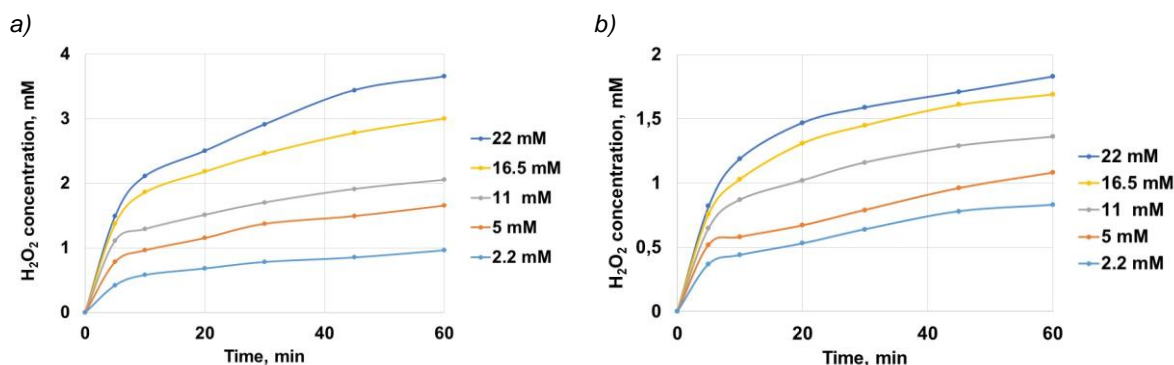 a)
H₂O₂ concentration, mM
4
3
2
1
0
0 20 40 60
Time, min
22 mM
16.5 mM
11 mM
5 mM
2.2 mM
b)
H₂O₂ concentration, mM
2
1,5
1
0,5
0
0 20 40 60
Time, min
22 mM
16.5 mM
11 mM
5 mM
2.2 mM